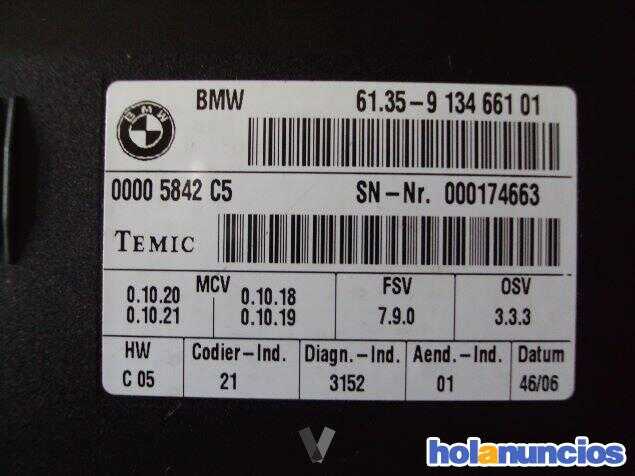 BMW 61.35-9 134 661 01
BMW
0000 5842 C5 SN-Nr. 000174663
TEMIC
MCV FSV OSV
0.10.20 0.10.18
0.10.21 0.10.19 7.9.0 3.3.3
HW Codier-Ind. Diagn.-Ind. Aend.-Ind. Datum
C 05 21 3152 01 46/06
V
holanuncios